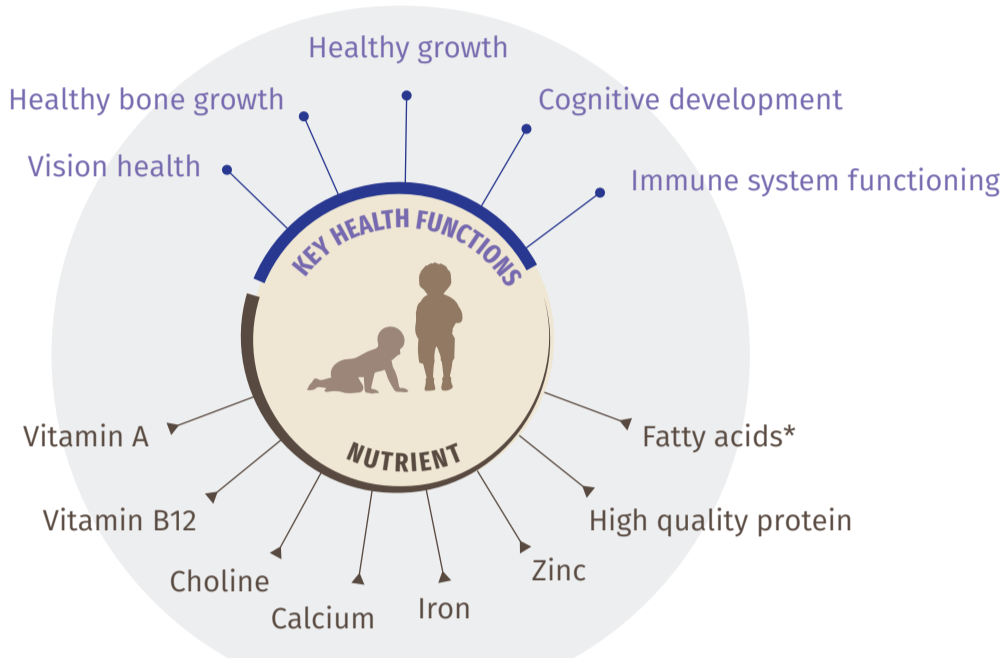 Healthy growth
Healthy bone growth
Cognitive development
Vision health
Immune system functioning
KEY HEALTH FUNCTIONS
NUTRIENT
Vitamin A
Fatty acids*
Vitamin B12
High quality protein
Choline
Zinc
Calcium
Iron